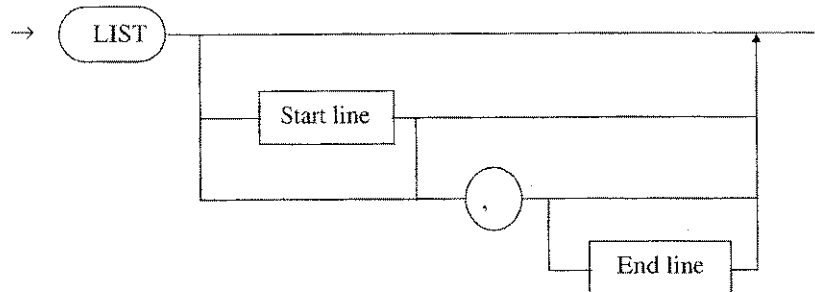 → LIST
Start line
,
End line